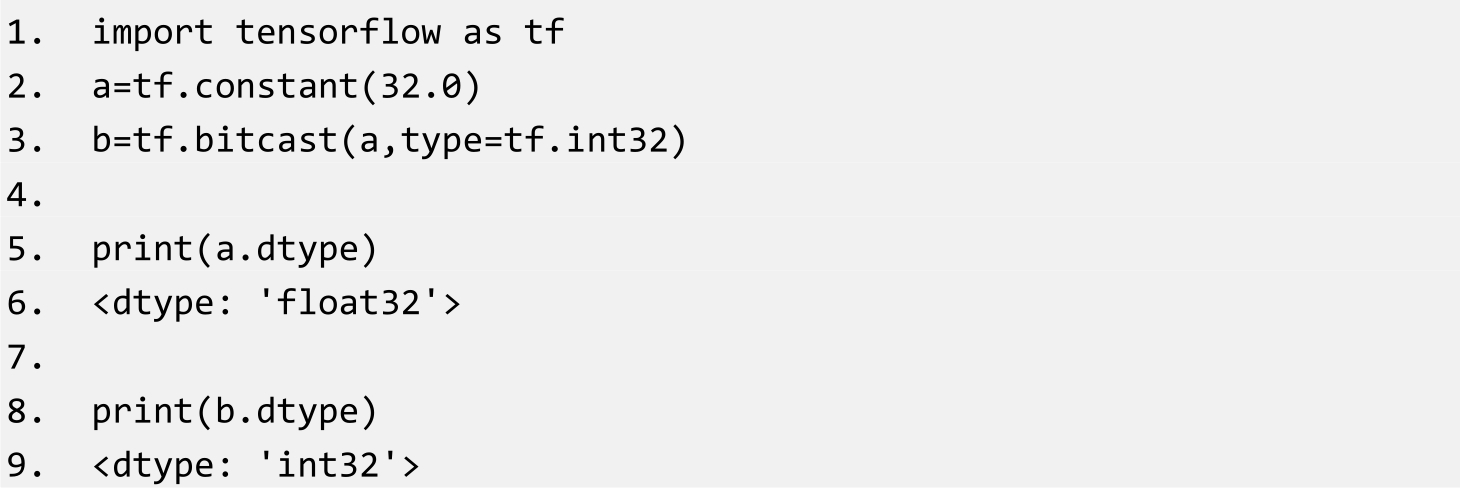 1. import tensorflow as tf
2. a=tf.constant(32.0)
3. b=tf.bitcast(a,type=tf.int32)
4.
5. print(a.dtype)
6. <dtype: 'float32'>
7.
8. print(b.dtype)
9. <dtype: 'int32'>